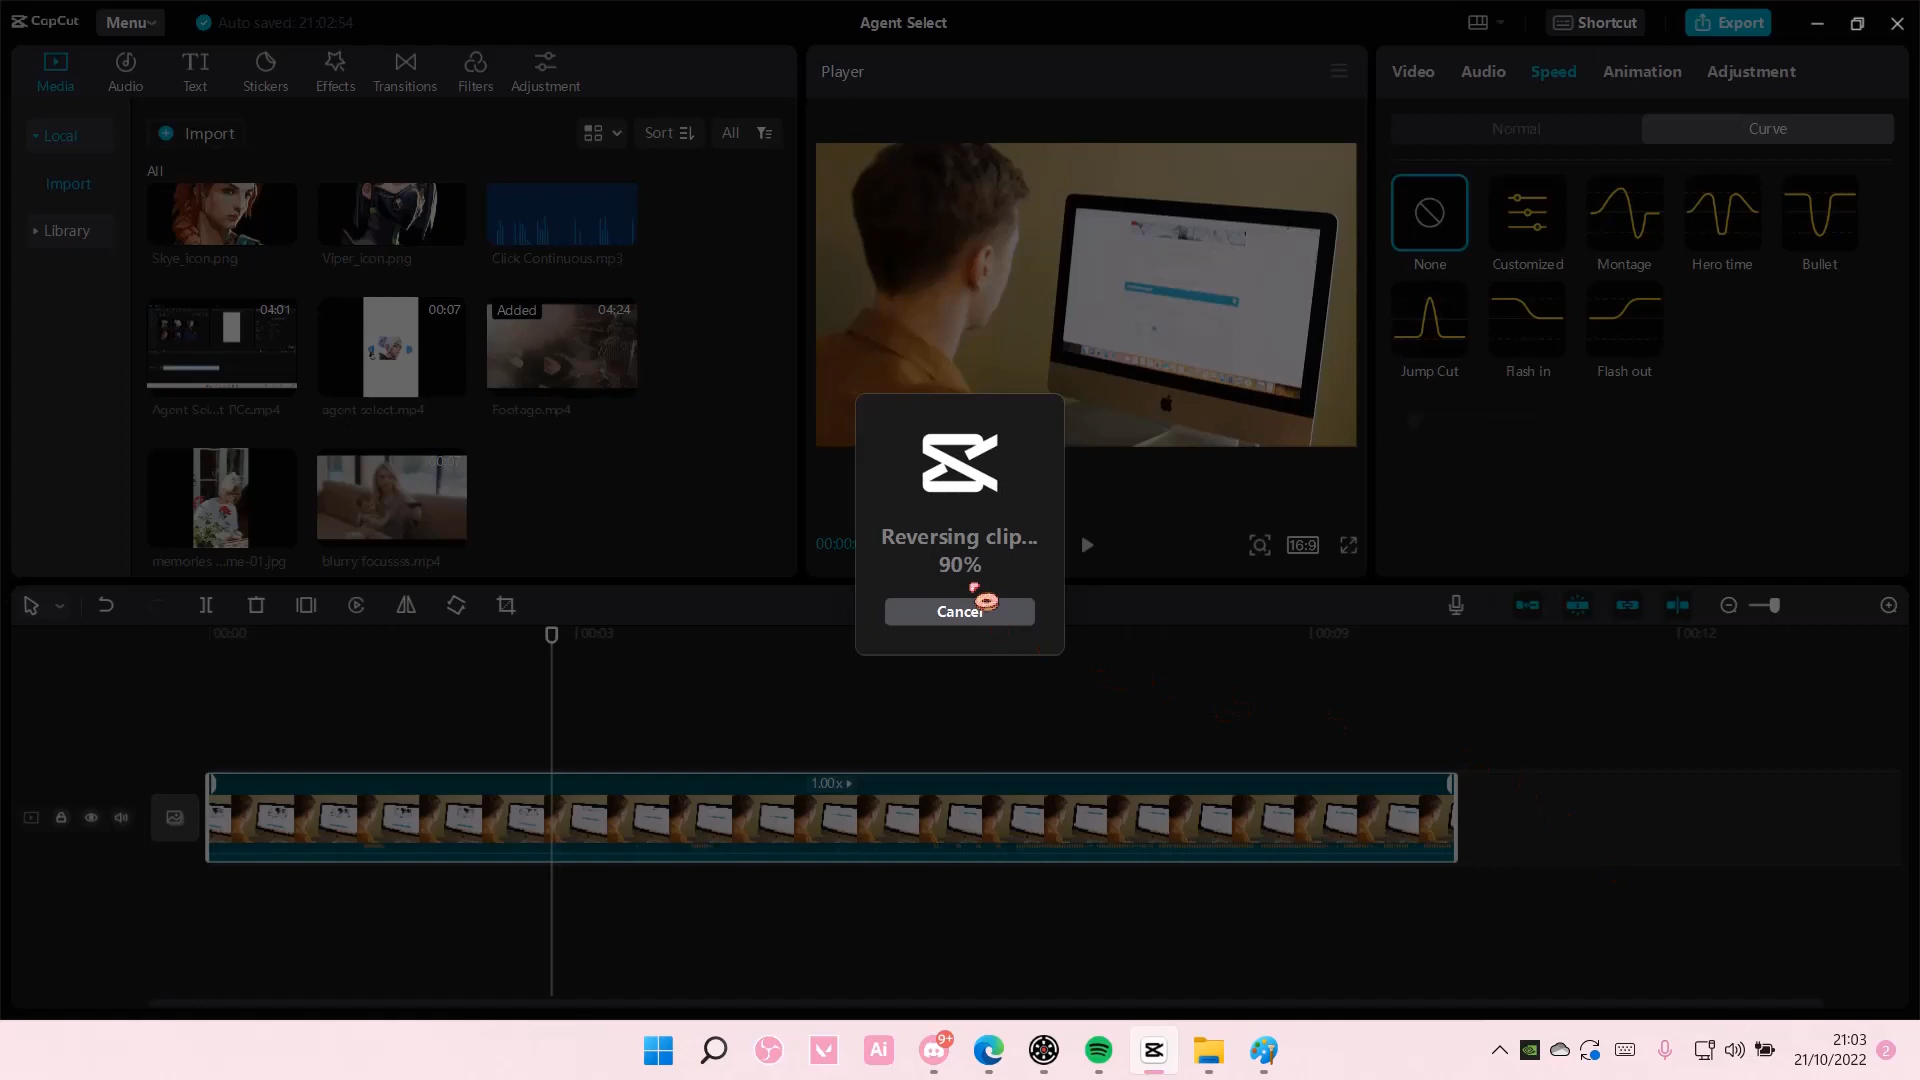 CapCut
Menu
Auto saved: 21:02:54
Agent Select
Shortcut
Export
Media
Audio
Text
Stickers
Effects
Transitions
Filters
Adjustment
Player
Video
Audio
Speed
Animation
Adjustment
Local
Import
Library
Import
Sort
All
All
Skye_icon.png
Viper_icon.png
Click Continuous.mp3
04:01
00:07
Added
04:24
Agent Sel...t PCc.mp4
agent select.mp4
Footage.mp4
00:07
memories ...me-01.jpg
blurry focussss.mp4
16:9
Normal
Curve
None
Customized
Montage
Hero time
Bullet
Jump Cut
Flash in
Flash out
Reversing clip...
90%
Cancel
00:00
00:03
00:09
00:12
1.00x
Ai
9+
21:03
21/10/2022
2